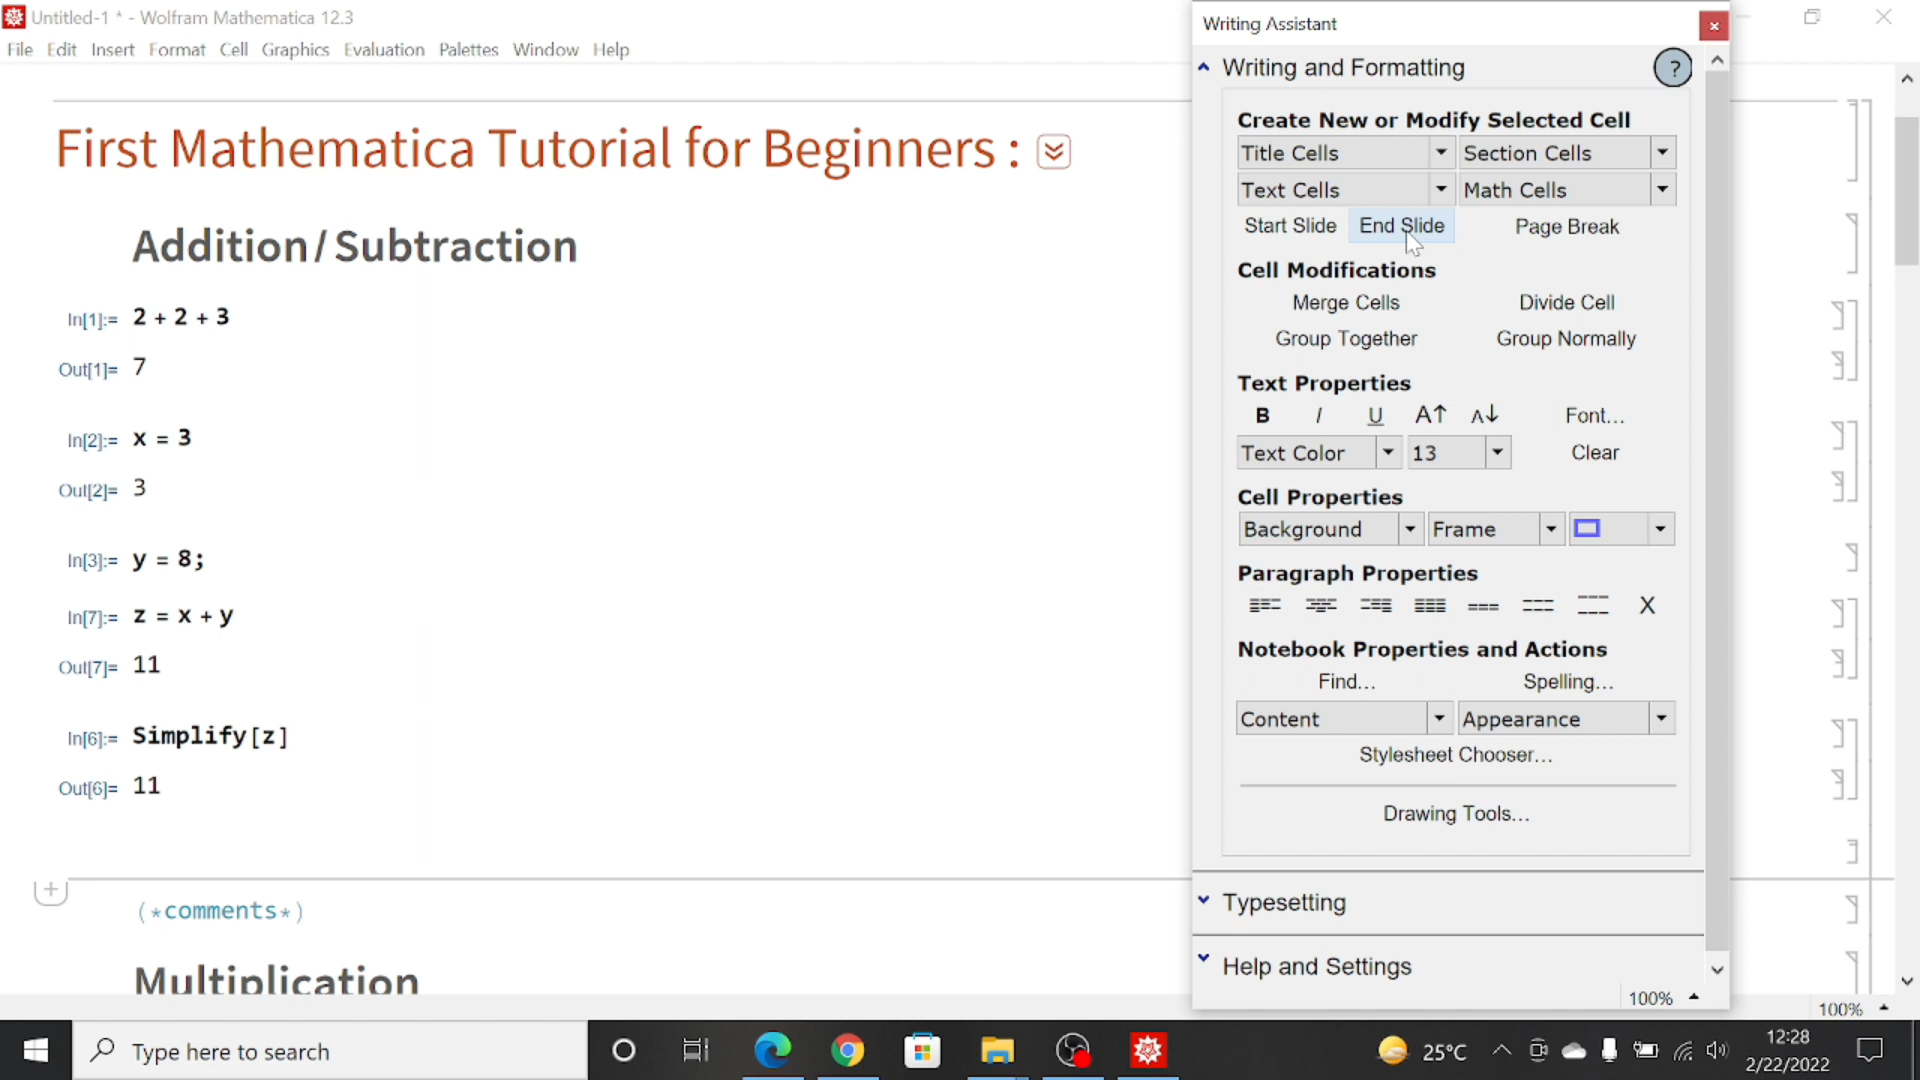 Untitled-1 * - Wolfram Mathematica 12.3
File Edit Insert Format Cell Graphics Evaluation Palettes Window Help
First Mathematica Tutorial for Beginners :
Addition/Subtraction
In[1]:= 2 + 2 + 3
Out[1]= 7
In[2]:= x = 3
Out[2]= 3
In[3]:= y = 8;
In[7]:= z = x + y
Out[7]= 11
In[6]:= Simplify[z]
Out[6]= 11
(*comments*)
Multiplication
100%
Writing Assistant
Writing and Formatting ?
Create New or Modify Selected Cell
Title Cells Section Cells
Text Cells Math Cells
Start Slide End Slide Page Break
Cell Modifications
Merge Cells Divide Cell
Group Together Group Normally
Text Properties
B I U A↑ A↓ Font...
Text Color 13 Clear
Cell Properties
Background Frame
Paragraph Properties
X
Notebook Properties and Actions
Find... Spelling...
Content Appearance
Stylesheet Chooser...
Drawing Tools...
Typesetting
Help and Settings
100%
Type here to search
25°C
12:28
2/22/2022